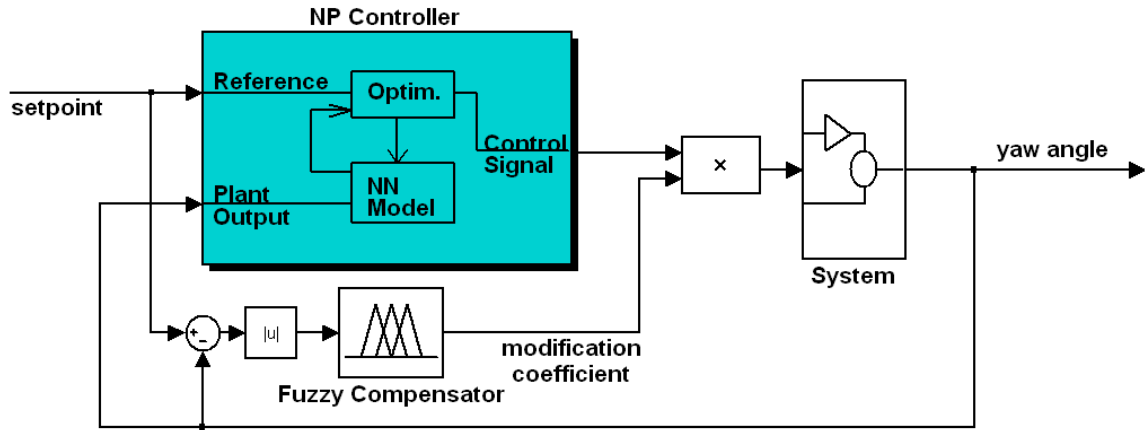 NP Controller
Reference
Optim.
setpoint
Control
Signal
×
yaw angle
Plant
Output
NN
Model
System
+
−
|u|
modification
coefficient
Fuzzy Compensator